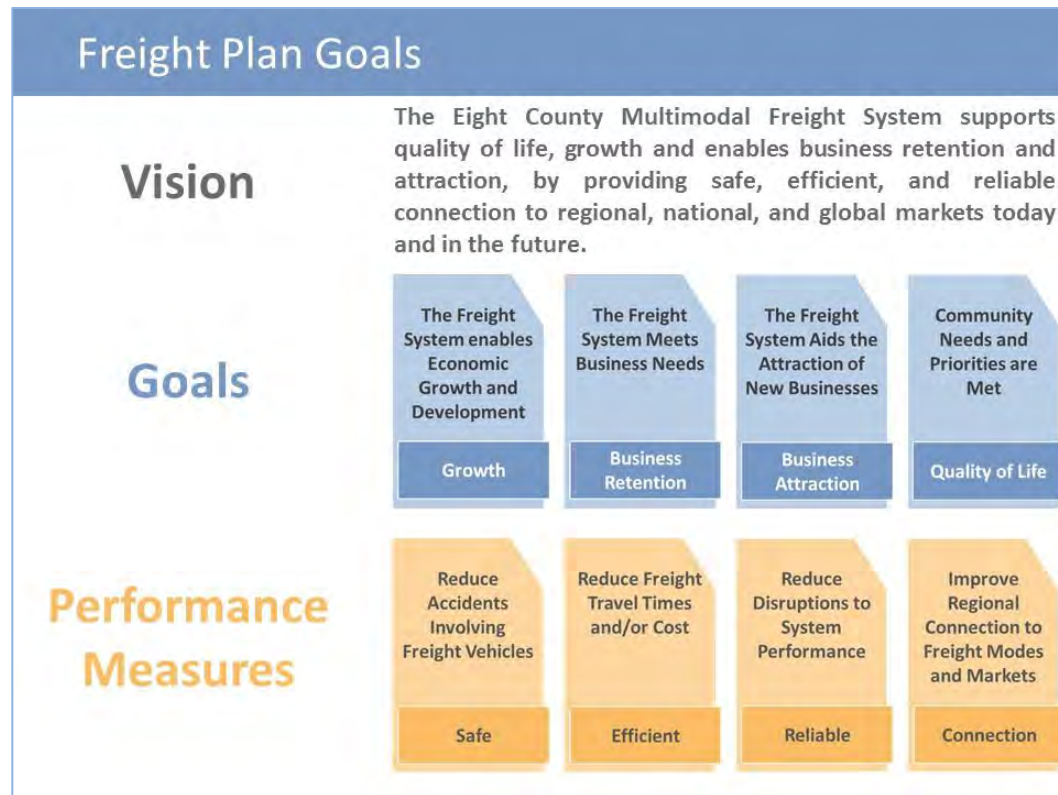 Freight Plan Goals
Vision
The Eight County Multimodal Freight System supports
quality of life, growth and enables business retention and
attraction, by providing safe, efficient, and reliable
connection to regional, national, and global markets today
and in the future.
Goals
The Freight
System enables
Economic
Growth and
Development
Growth
The Freight
System Meets
Business Needs
Business
Retention
The Freight
System Aids the
Attraction of
New Businesses
Business
Attraction
Community
Needs and
Priorities are
Met
Quality of Life
Performance
Measures
Reduce
Accidents
Involving
Freight Vehicles
Safe
Reduce Freight
Travel Times
and/or Cost
Efficient
Reduce
Disruptions to
System
Performance
Reliable
Improve
Regional
Connection to
Freight Modes
and Markets
Connection